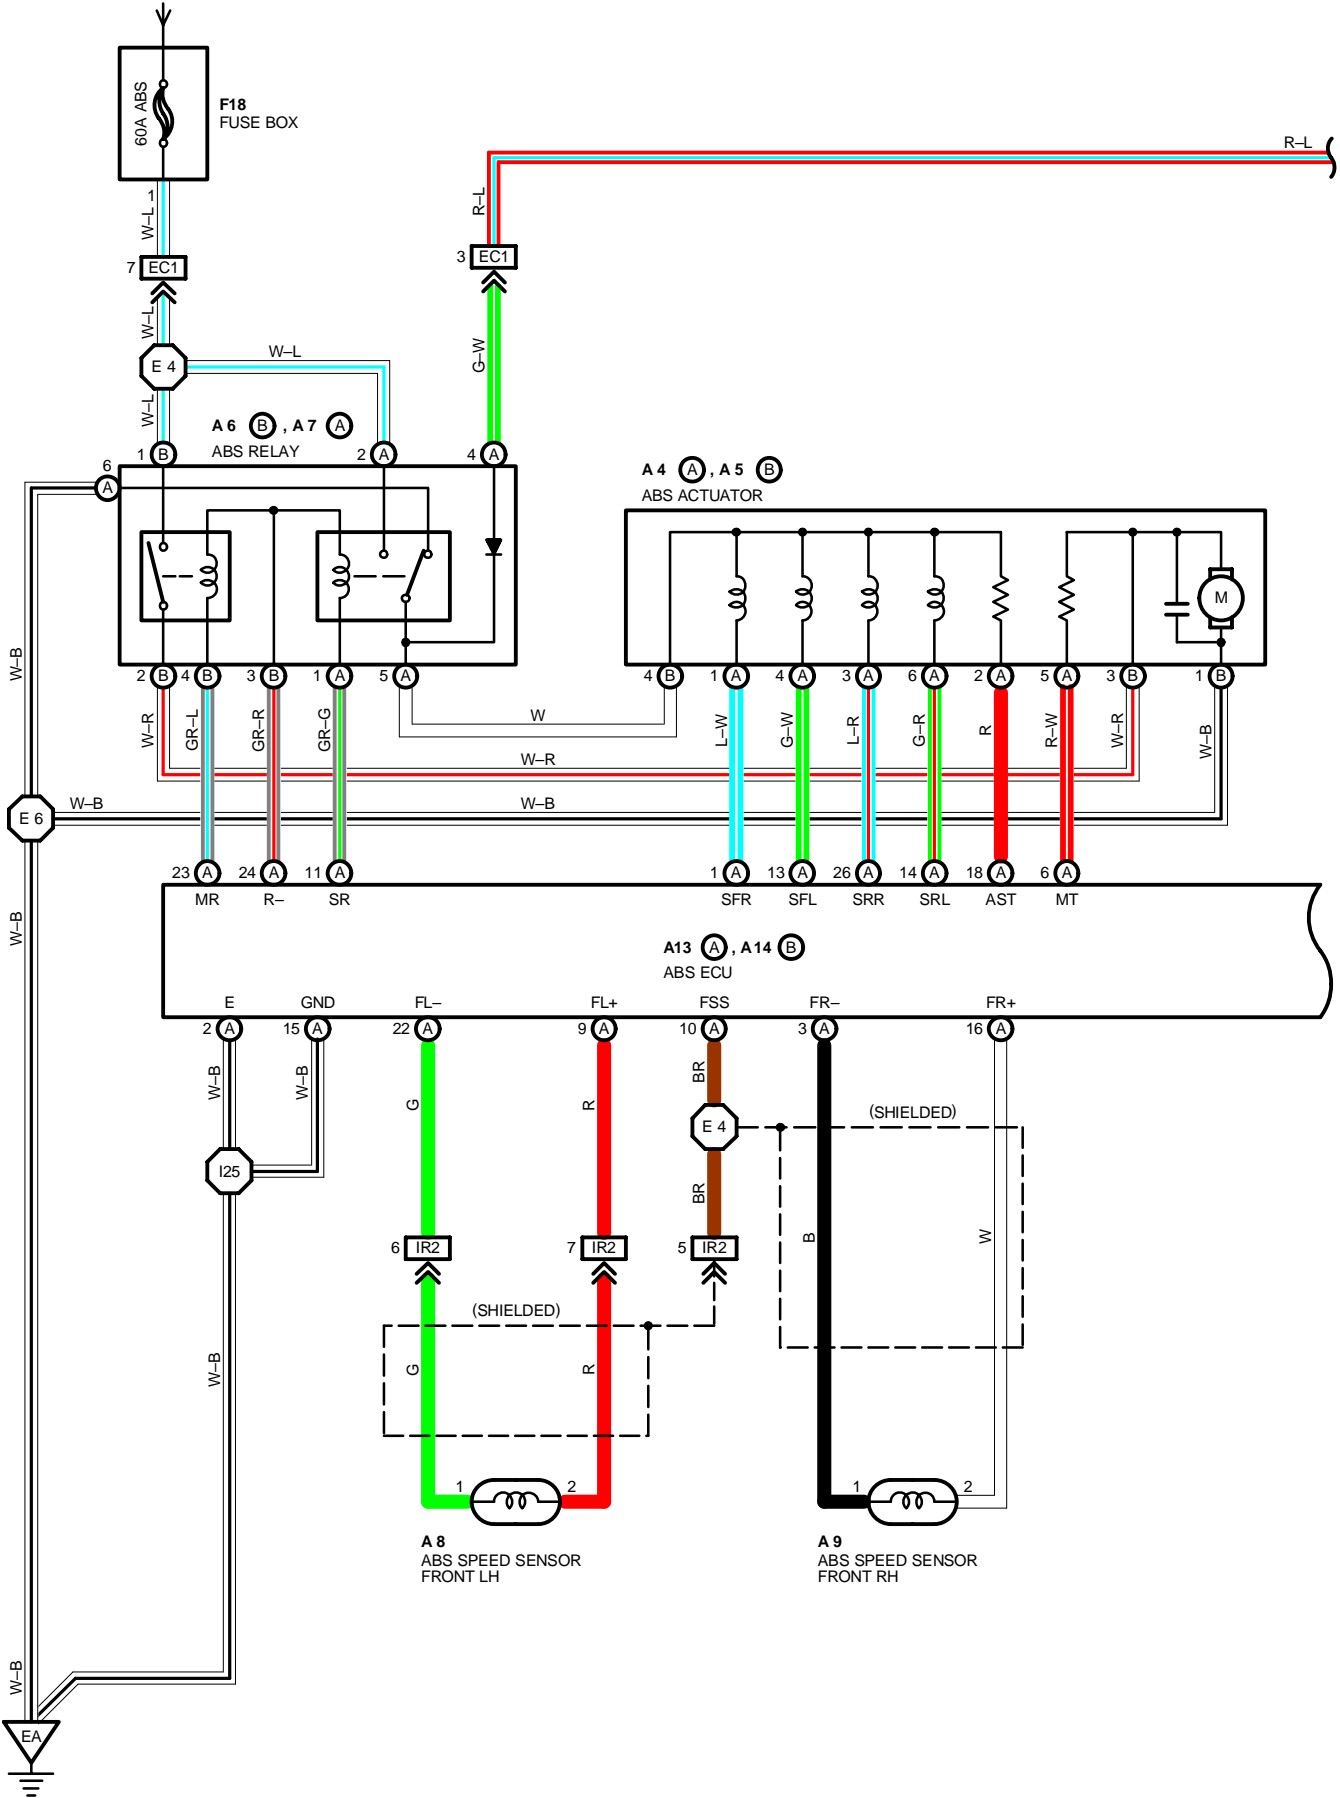 60A ABS
F18
FUSE BOX
R–L
1
W–L
R–L
7 EC1
3 EC1
W–L
W–L
G–W
E 4
W–L
A 6 B , A 7 A
ABS RELAY
1 B
2 A
4 A
6
A
A 4 A , A 5 B
ABS ACTUATOR
M
W–B
2 B
4 B
3 B
1 A
5 A
4 B
1 A
4 A
3 A
6 A
2 A
5 A
3 B
1 B
W–R
GR–L
GR–R
GR–G
W
L–W
G–W
L–R
G–R
R
R–W
W–R
W–B
W–R
E 6
W–B
W–B
23 A
24 A
11 A
1 A
13 A
26 A
14 A
18 A
6 A
MR
R–
SR
SFR
SFL
SRR
SRL
AST
MT
W–B
A13 A , A14 B
ABS ECU
E
GND
FL–
FL+
FSS
FR–
FR+
2 A
15 A
22 A
9 A
10 A
3 A
16 A
W–B
W–B
G
R
BR
E 4
(SHIELDED)
I25
BR
B
W
6 IR2
7 IR2
5 IR2
(SHIELDED)
W–B
G
R
1
2
1
2
A 8
ABS SPEED SENSOR
FRONT LH
A 9
ABS SPEED SENSOR
FRONT RH
W–B
EA